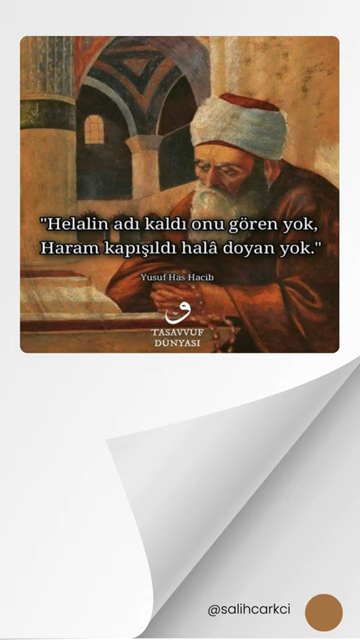 "Helalin adı kaldı onu gören yok,
Haram kapışıldı halâ doyan yok."
Yusuf Has Hacib
و
TASAVVUF
DÜNYASI
@salihcarkci